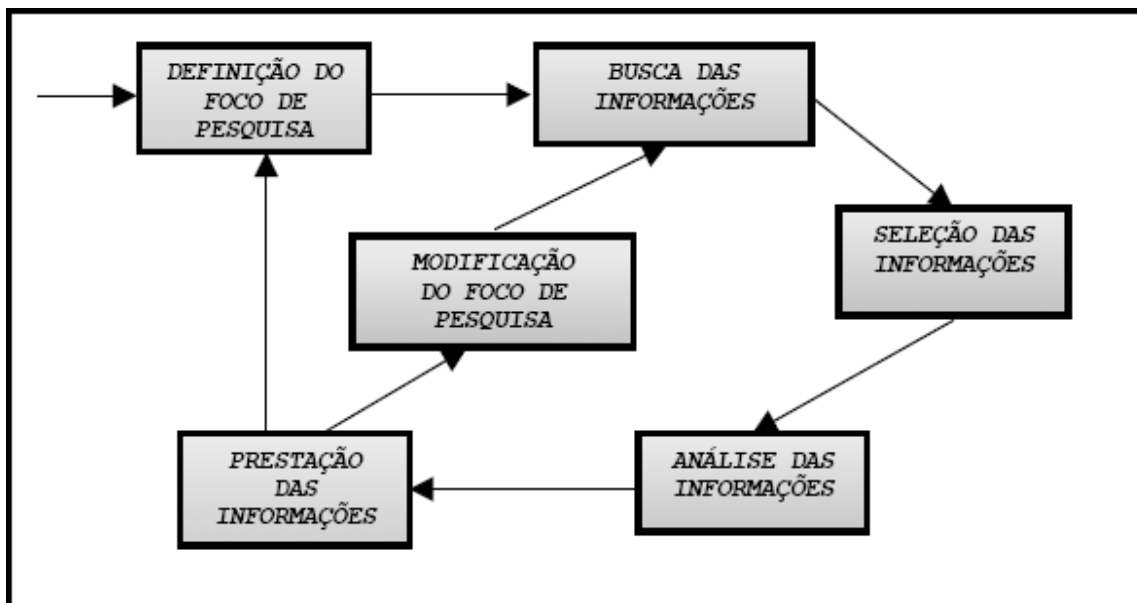 DEFINIÇÃO DO
FOCO DE
PESQUISA
BUSCA DAS
INFORMAÇÕES
SELEÇÃO DAS
INFORMAÇÕES
MODIFICAÇÃO
DO FOCO DE
PESQUISA
PRESTAÇÃO
DAS
INFORMAÇÕES
ANÁLISE DAS
INFORMAÇÕES